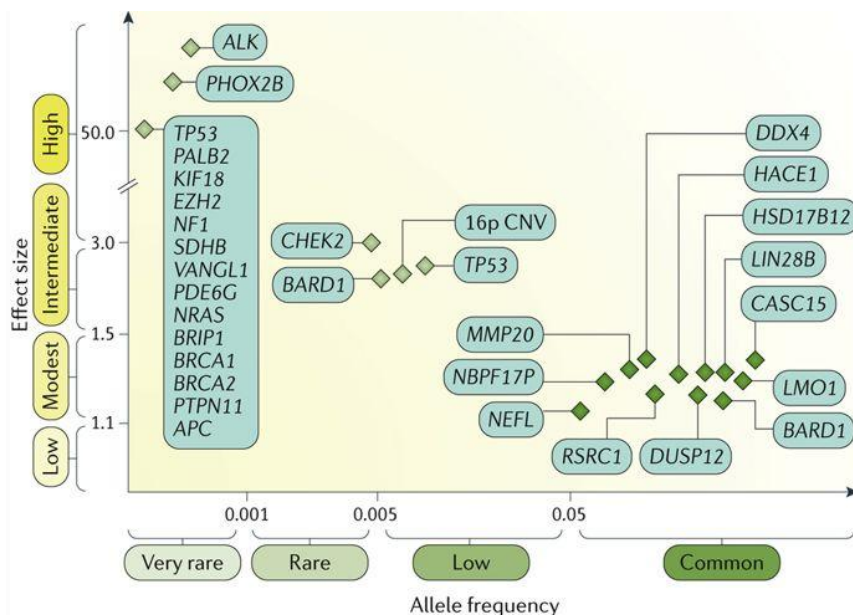 ALK
PHOX2B
TP53
PALB2
KIF18
EZH2
NF1
SDHB
VANGL1
PDE6G
NRAS
BRIP1
BRCA1
BRCA2
PTPN11
APC
CHEK2
BARD1
16p CNV
TP53
MMP20
NBPF17P
NEFL
RSRC1
DUSP12
DDX4
HACE1
HSD17B12
LIN28B
CASC15
LMO1
BARD1
Effect size
High
Intermediate
Modest
Low
50.0
3.0
1.5
1.1
0.001
0.005
0.05
Very rare
Rare
Low
Common
Allele frequency